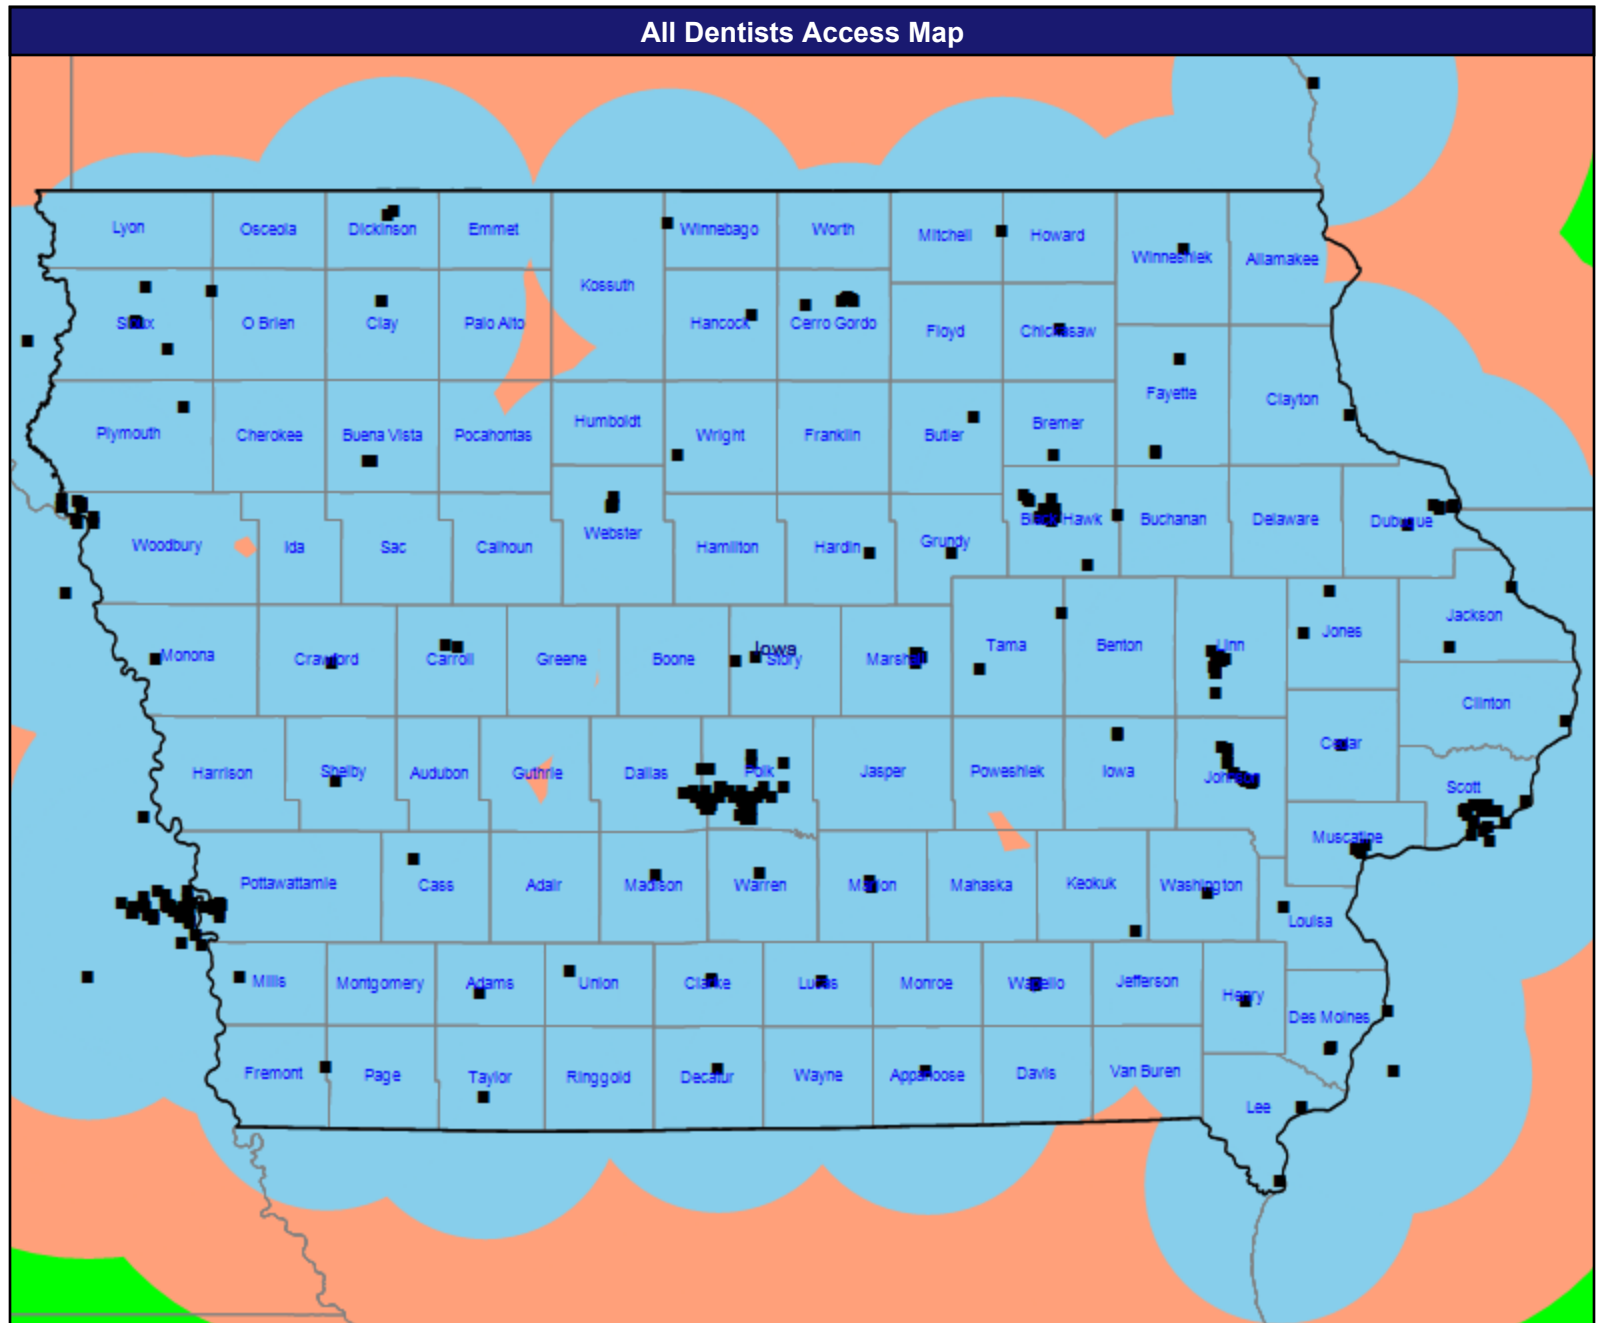 All Dentists Access Map
Lyon
Osceola
Dickinson
Emmet
Kossuth
Winnebago
Worth
Mitchell
Howard
Winneshiek
Allamakee
Sioux
O Brien
Clay
Palo Alto
Hancock
Cerro Gordo
Floyd
Chickasaw
Fayette
Clayton
Plymouth
Cherokee
Buena Vista
Pocahontas
Humboldt
Wright
Franklin
Butler
Bremer
Woodbury
Ida
Sac
Calhoun
Webster
Hamilton
Hardin
Grundy
Black Hawk
Buchanan
Delaware
Dubuque
Monona
Crawford
Carroll
Greene
Boone
Iowa
Story
Marshall
Tama
Benton
Linn
Jones
Jackson
Clinton
Harrison
Shelby
Audubon
Guthrie
Dallas
Polk
Jasper
Poweshiek
Iowa
Johnson
Cedar
Scott
Muscatine
Pottawattamie
Cass
Adair
Madison
Warren
Marion
Mahaska
Keokuk
Washington
Louisa
Mills
Montgomery
Adams
Union
Clarke
Lucas
Monroe
Wapello
Jefferson
Henry
Des Moines
Fremont
Page
Taylor
Ringgold
Decatur
Wayne
Appanoose
Davis
Van Buren
Lee